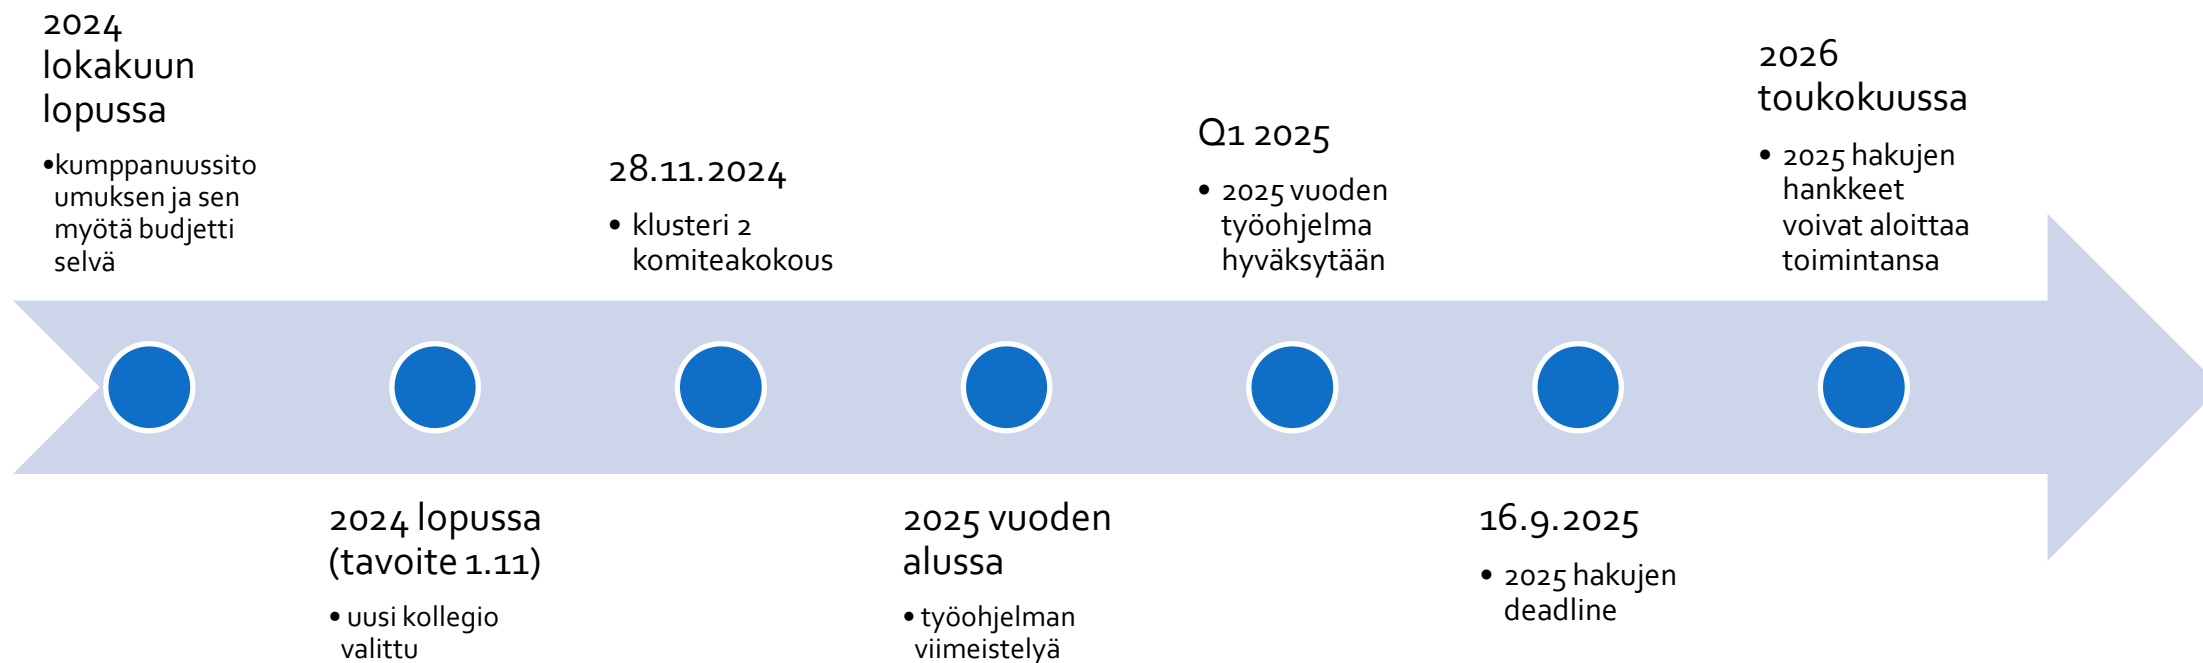 2024
lokakuun
lopussa
•kumppanuussito
umuksen ja sen
myötä budjetti
selvä
2024 lopussa
(tavoite 1.11)
• uusi kollegio
valittu
28.11.2024
• klusteri 2
komiteakokous
2025 vuoden
alussa
• työohjelman
viimeistelyä
Q1 2025
• 2025 vuoden
työohjelma
hyväksytään
16.9.2025
• 2025 hakujen
deadline
2026
toukokuussa
• 2025 hakujen
hankkeet
voivat aloittaa
toimintansa